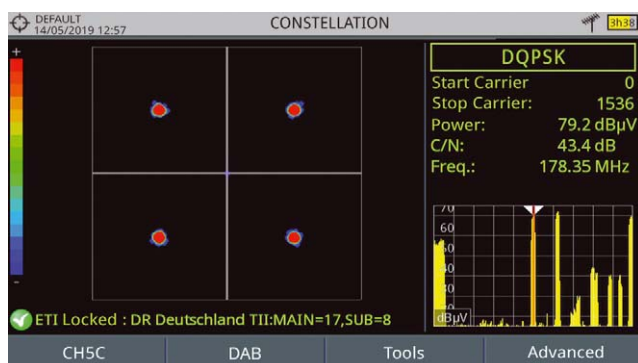 DEFAULT
14/05/2019 12:57
CONSTELLATION
3h38
+
DQPSK
Start Carrier 0
Stop Carrier: 1536
Power: 79.2 dBµV
C/N: 43.4 dB
Freq.: 178.35 MHz
70
60
50
dBµV
-
ETI Locked : DR Deutschland TII:MAIN=17,SUB=8
CH5C DAB Tools Advanced